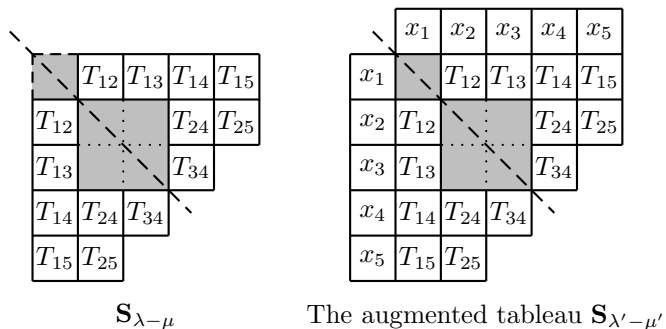 x₁ x₂ x₃ x₄ x₅
T₁₂ T₁₃ T₁₄ T₁₅ x₁ T₁₂ T₁₃ T₁₄ T₁₅
T₁₂ T₂₄ T₂₅ x₂ T₁₂ T₂₄ T₂₅
T₁₃ T₃₄ x₃ T₁₃ T₃₄
T₁₄ T₂₄ T₃₄ x₄ T₁₄ T₂₄ T₃₄
T₁₅ T₂₅ x₅ T₁₅ T₂₅
S_{λ−μ} The augmented tableau S_{λ′−μ′}